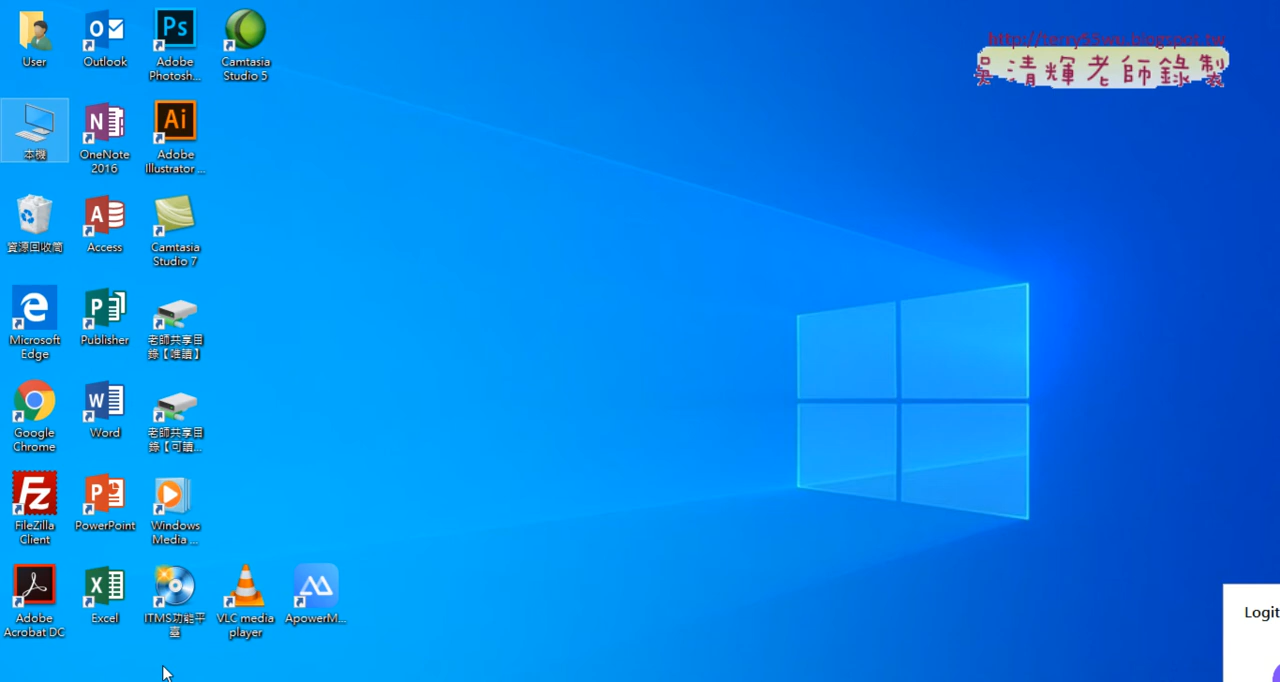 User
Outlook
Adobe
Photosh...
Camtasia
Studio 5
本機
OneNote
2016
Adobe
Illustrator ...
資源回收筒
Access
Camtasia
Studio 7
Microsoft
Edge
Publisher
老師共享目
錄【唯讀】
Google
Chrome
Word
老師共享目
錄【可讀...
FileZilla
Client
PowerPoint
Windows
Media ...
Adobe
Acrobat DC
Excel
ITMS功能平
臺
VLC media
player
ApowerM...
http://terry55wu.blogspot.tw
吳清輝老師錄製
Logit